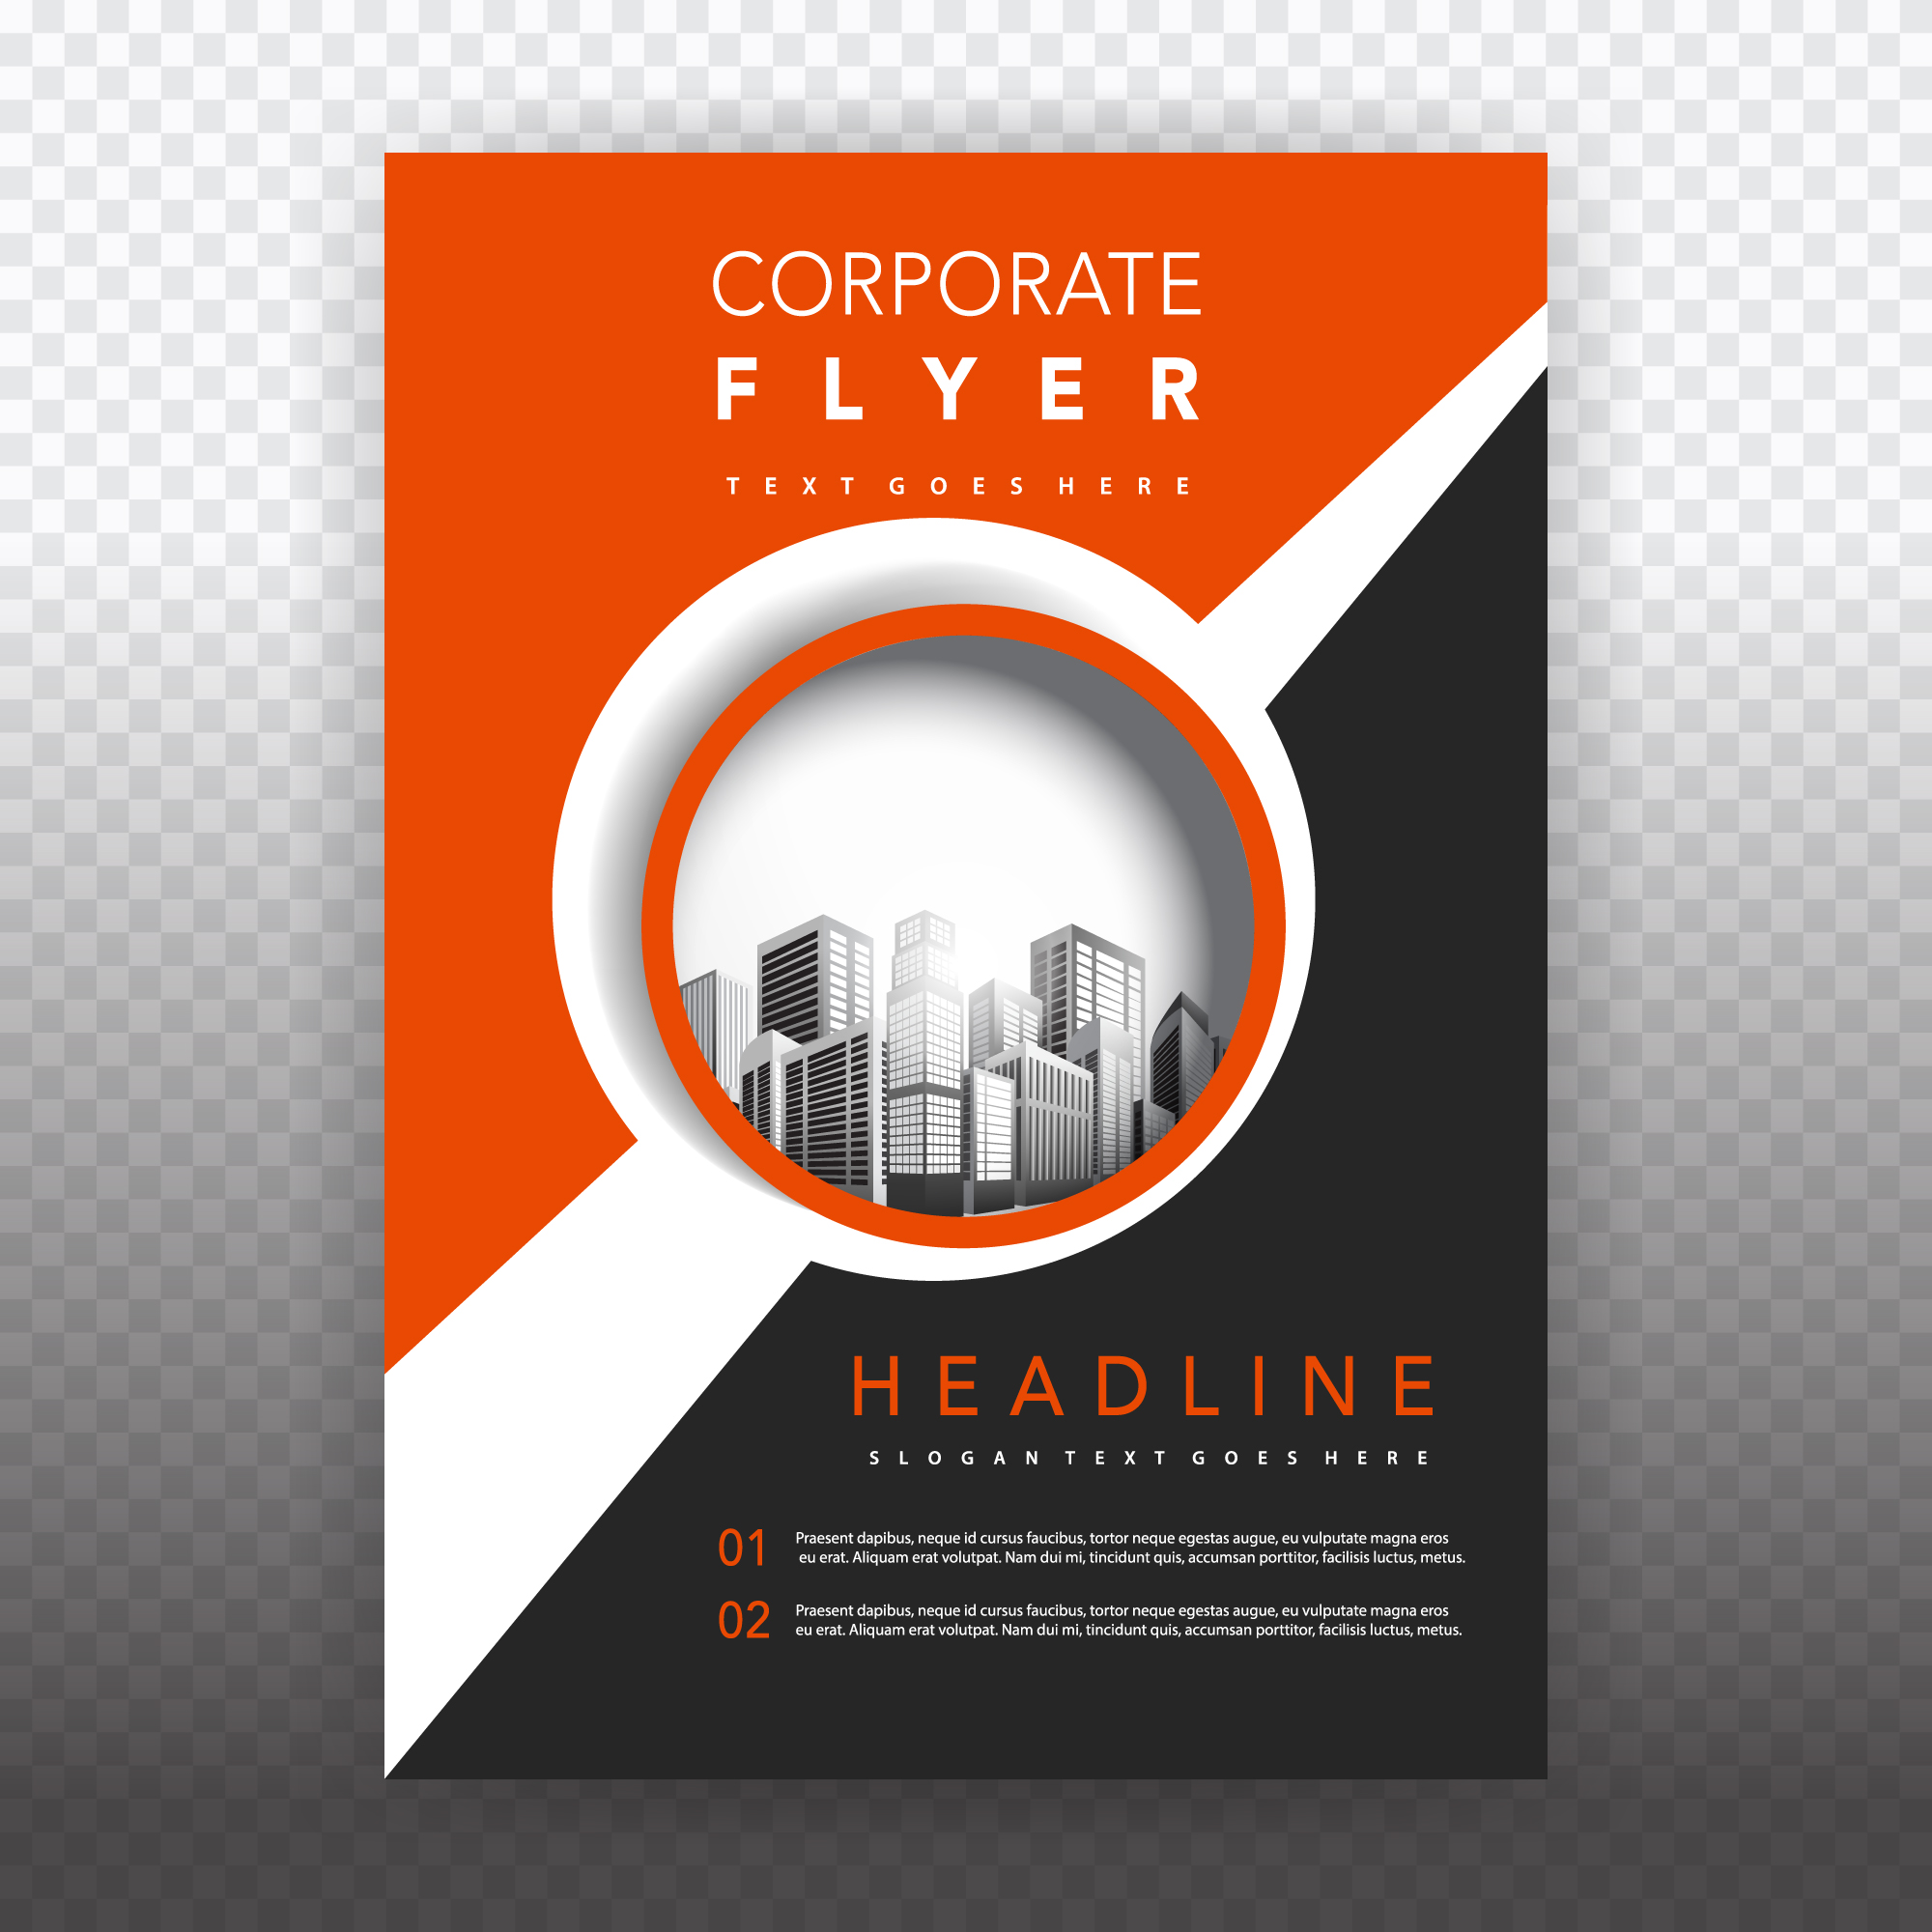 CORPORATE
FLYER
TEXT GOES HERE
HEADLINE
SLOGAN TEXT GOES HERE
01 Praesent dapibus, neque id cursus faucibus, tortor neque egestas augue, eu vulputate magna eros
eu erat. Aliquam erat volutpat. Nam dui mi, tincidunt quis, accumsan porttitor, facilisis luctus, metus.
02 Praesent dapibus, neque id cursus faucibus, tortor neque egestas augue, eu vulputate magna eros
eu erat. Aliquam erat volutpat. Nam dui mi, tincidunt quis, accumsan porttitor, facilisis luctus, metus.